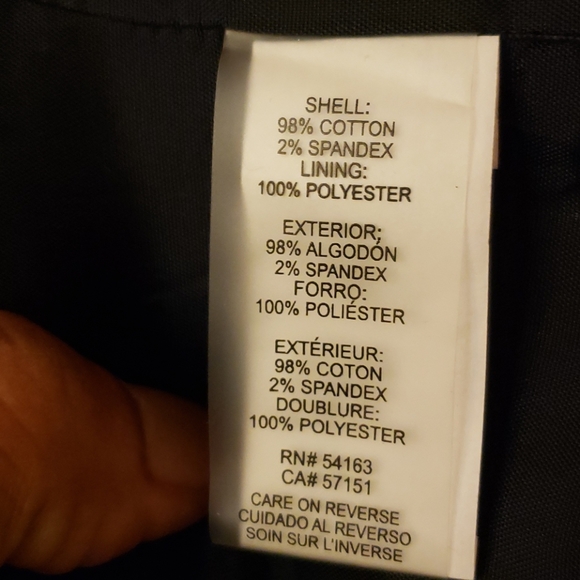 SHELL:
98% COTTON
2% SPANDEX
LINING:
100% POLYESTER
EXTERIOR:
98% ALGODÓN
2% SPANDEX
FORRO:
100% POLIÉSTER
EXTÉRIEUR:
98% COTON
2% SPANDEX
DOUBLURE:
100% POLYESTER
RN# 54163
CA# 57151
CARE ON REVERSE
CUIDADO AL REVERSO
SOIN SUR L'INVERSE